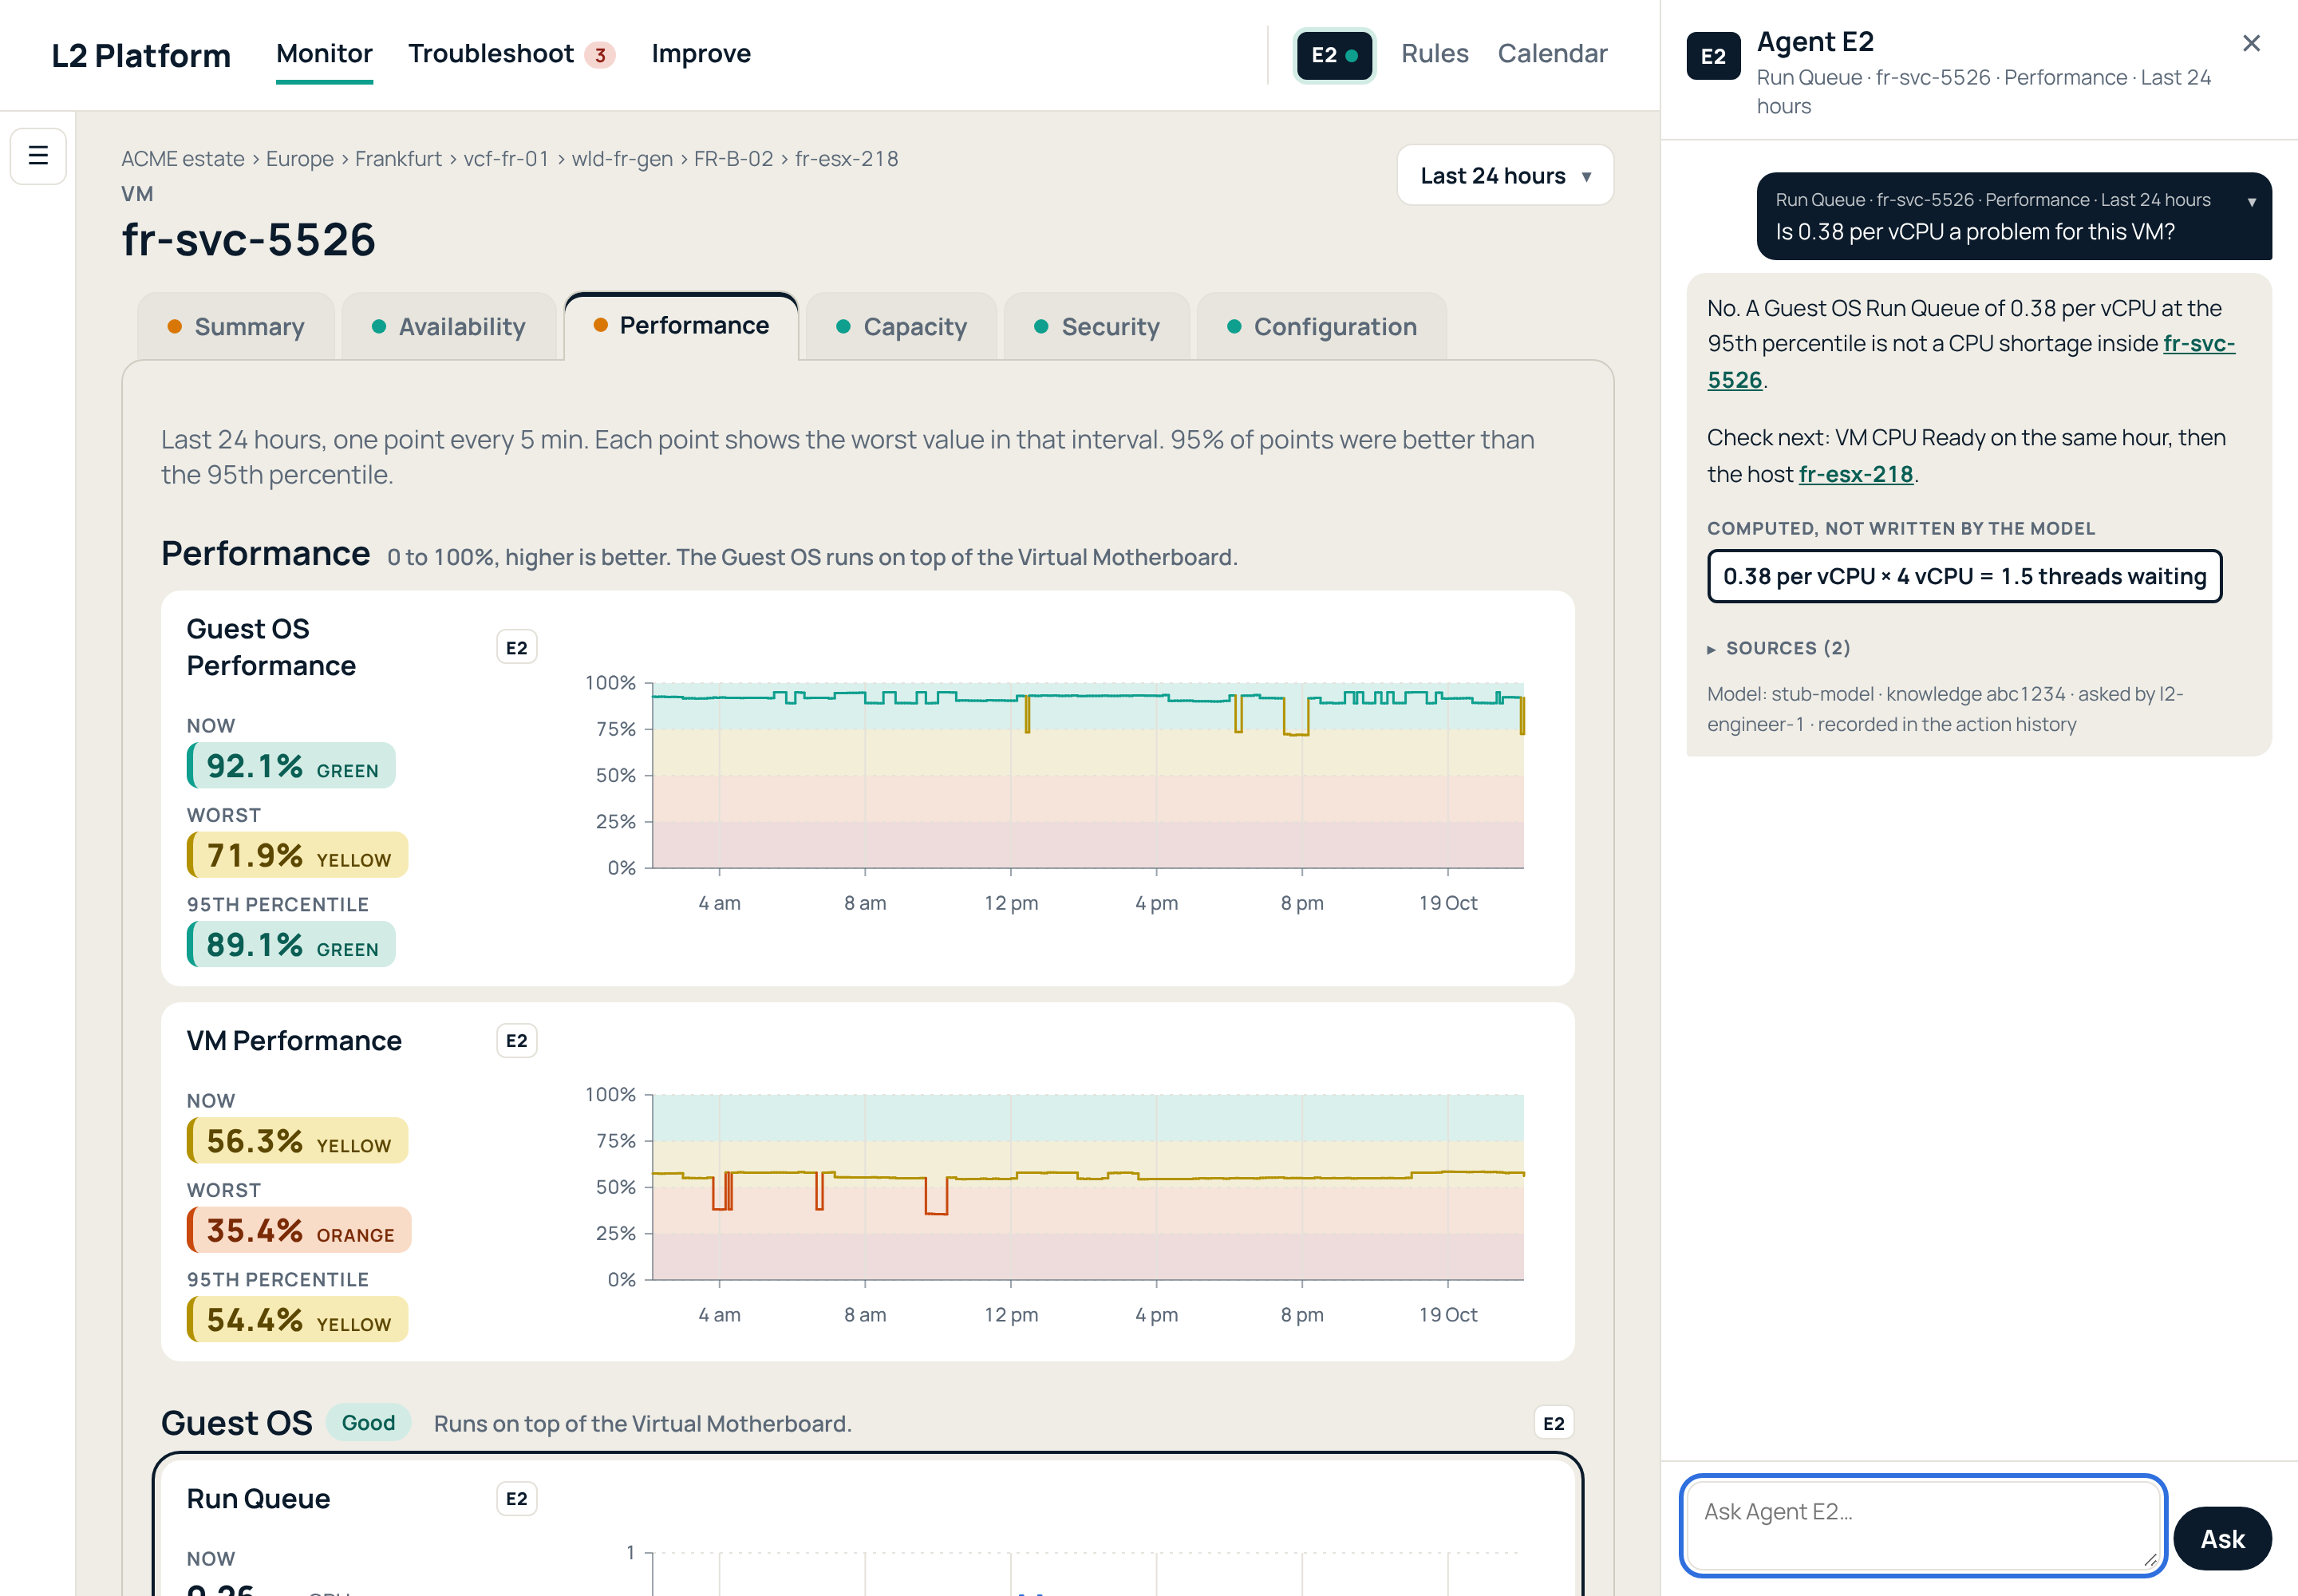 L2 Platform
Monitor
Troubleshoot 3
Improve
E2
Rules
Calendar
ACME estate › Europe › Frankfurt › vcf-fr-01 › wld-fr-gen › FR-B-02 › fr-esx-218
VM
fr-svc-5526
Last 24 hours ▾
Summary
Availability
Performance
Capacity
Security
Configuration
Last 24 hours, one point every 5 min. Each point shows the worst value in that interval. 95% of points were better than
the 95th percentile.
Performance 0 to 100%, higher is better. The Guest OS runs on top of the Virtual Motherboard.
Guest OS
Performance
E2
NOW
92.1% GREEN
WORST
71.9% YELLOW
95TH PERCENTILE
89.1% GREEN
100%
75%
50%
25%
0%
4 am 8 am 12 pm 4 pm 8 pm 19 Oct
VM Performance
E2
NOW
56.3% YELLOW
WORST
35.4% ORANGE
95TH PERCENTILE
54.4% YELLOW
100%
75%
50%
25%
0%
4 am 8 am 12 pm 4 pm 8 pm 19 Oct
Guest OS Good Runs on top of the Virtual Motherboard.
E2
Run Queue
E2
NOW
1
E2
Agent E2
Run Queue · fr-svc-5526 · Performance · Last 24
hours
Run Queue · fr-svc-5526 · Performance · Last 24 hours
Is 0.38 per vCPU a problem for this VM?
No. A Guest OS Run Queue of 0.38 per vCPU at the
95th percentile is not a CPU shortage inside fr-svc-
5526.
Check next: VM CPU Ready on the same hour, then
the host fr-esx-218.
COMPUTED, NOT WRITTEN BY THE MODEL
0.38 per vCPU × 4 vCPU = 1.5 threads waiting
▸ SOURCES (2)
Model: stub-model · knowledge abc1234 · asked by l2-
engineer-1 · recorded in the action history
Ask Agent E2…
Ask